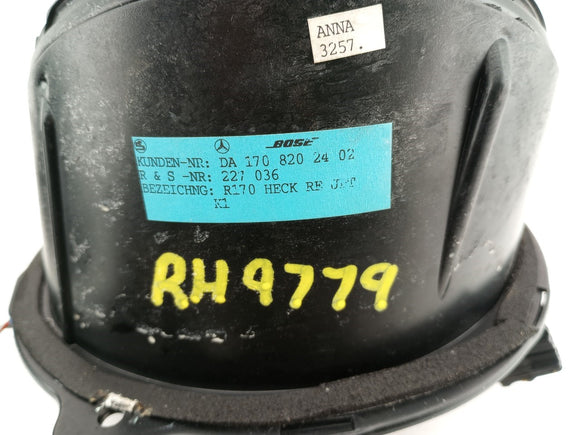 ANNA
3257.
BOSE
KUNDEN-NR: DA 170 820 24 02
R & S -NR: 227 036
BEZEICHNG: R170 HECK RE
K1
RH9779